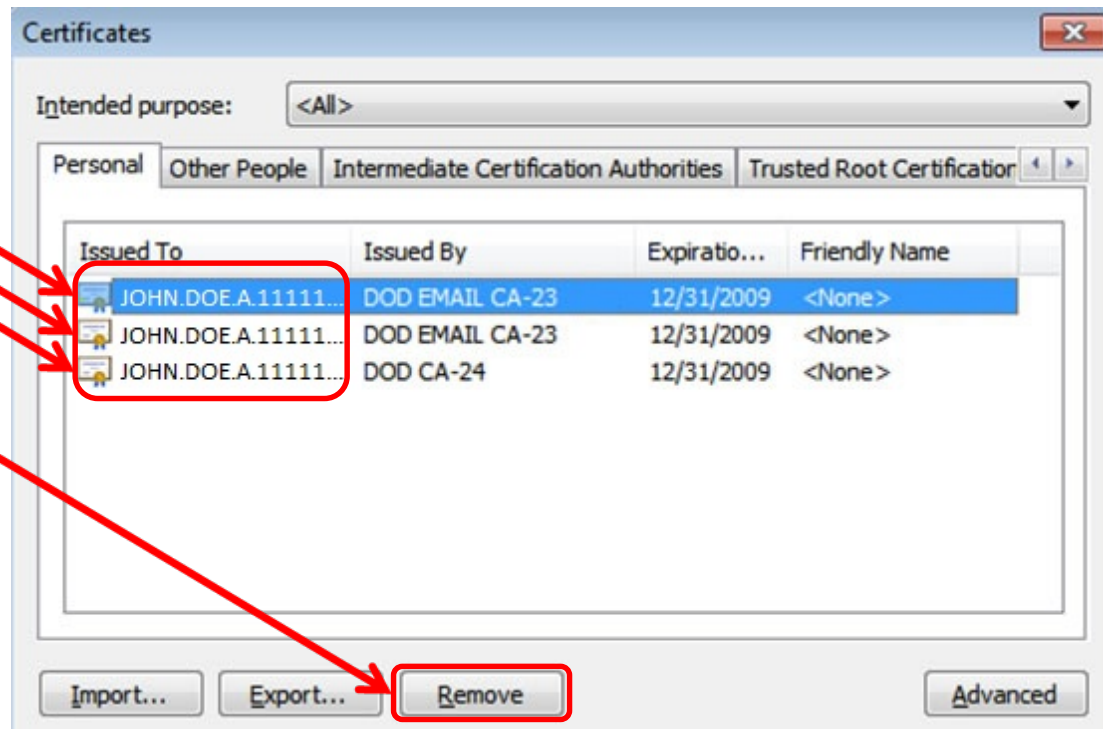 Certificates
Intended purpose: <All>
Personal Other People Intermediate Certification Authorities Trusted Root Certification
Issued To Issued By Expiratio... Friendly Name
JOHN.DOE.A.11111... DOD EMAIL CA-23 12/31/2009 <None>
JOHN.DOE.A.11111... DOD EMAIL CA-23 12/31/2009 <None>
JOHN.DOE.A.11111... DOD CA-24 12/31/2009 <None>
Import... Export... Remove Advanced